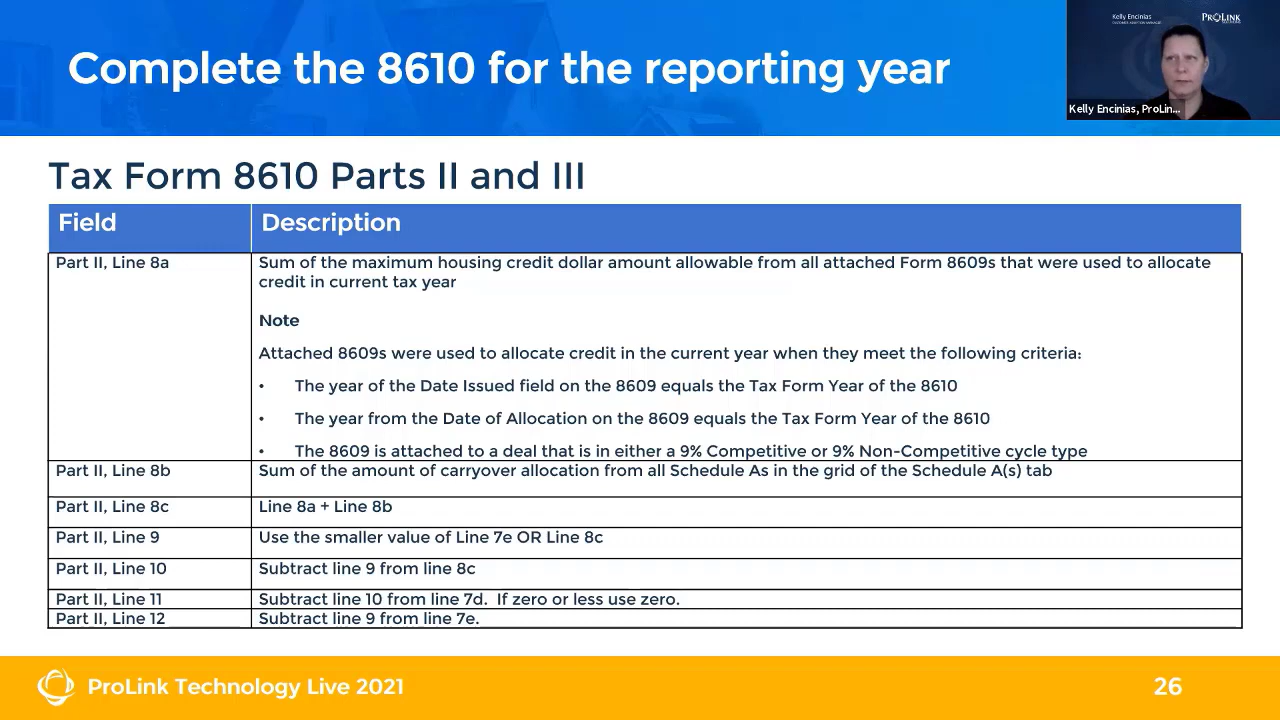 Complete the 8610 for the reporting year
Kelly Encinias
PROLINK
Kelly Encinias, ProLin...
Tax Form 8610 Parts II and III
Field Description
Part II, Line 8a Sum of the maximum housing credit dollar amount allowable from all attached Form 8609s that were used to allocate
credit in current tax year
Note
Attached 8609s were used to allocate credit in the current year when they meet the following criteria:
• The year of the Date Issued field on the 8609 equals the Tax Form Year of the 8610
• The year from the Date of Allocation on the 8609 equals the Tax Form Year of the 8610
• The 8609 is attached to a deal that is in either a 9% Competitive or 9% Non-Competitive cycle type
Part II, Line 8b Sum of the amount of carryover allocation from all Schedule As in the grid of the Schedule A(s) tab
Part II, Line 8c Line 8a + Line 8b
Part II, Line 9 Use the smaller value of Line 7e OR Line 8c
Part II, Line 10 Subtract line 9 from line 8c
Part II, Line 11 Subtract line 10 from line 7d. If zero or less use zero.
Part II, Line 12 Subtract line 9 from line 7e.
ProLink Technology Live 2021
26